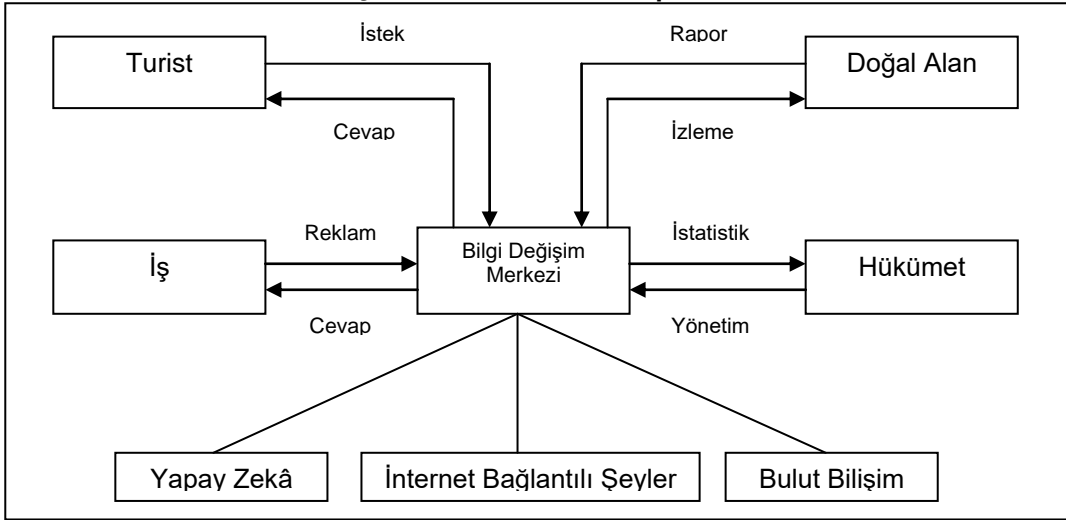 İstek
Rapor
Turist
Doğal Alan
Cevap
İzleme
Reklam
Bilgi Değişim
Merkezi
İstatistik
İş
Hükümet
Cevap
Yönetim
Yapay Zekâ
İnternet Bağlantılı Şeyler
Bulut Bilişim